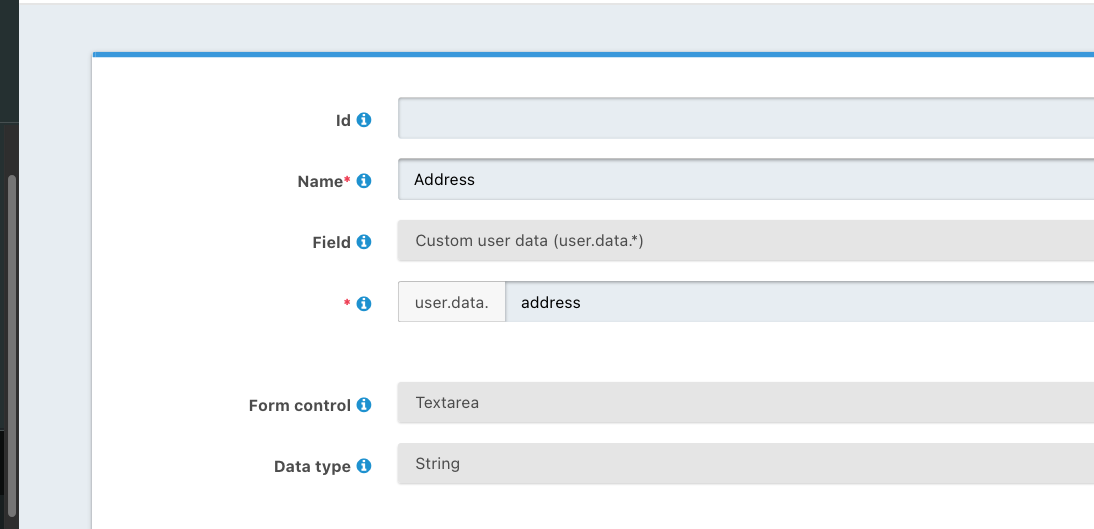 Id
Name* Address
Field Custom user data (user.data.*)
* user.data. address
Form control Textarea
Data type String